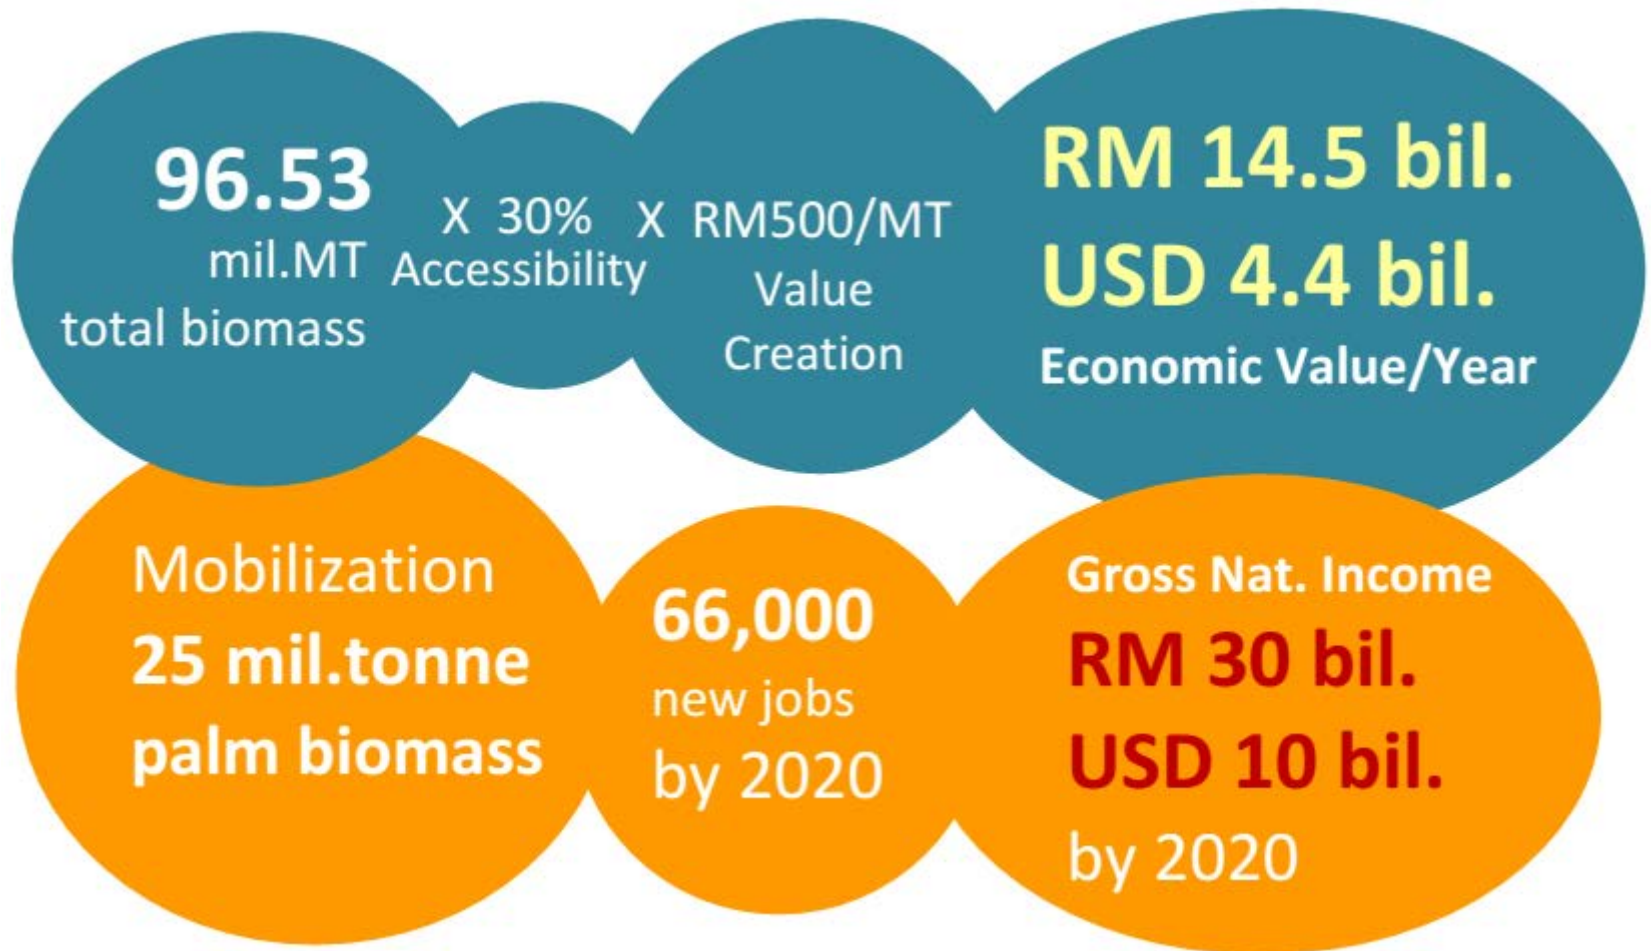 96.53
mil.MT
total biomass
X 30%
Accessibility
X RM500/MT
Value
Creation
RM 14.5 bil.
USD 4.4 bil.
Economic Value/Year
Mobilization
25 mil.tonne
palm biomass
66,000
new jobs
by 2020
Gross Nat. Income
RM 30 bil.
USD 10 bil.
by 2020